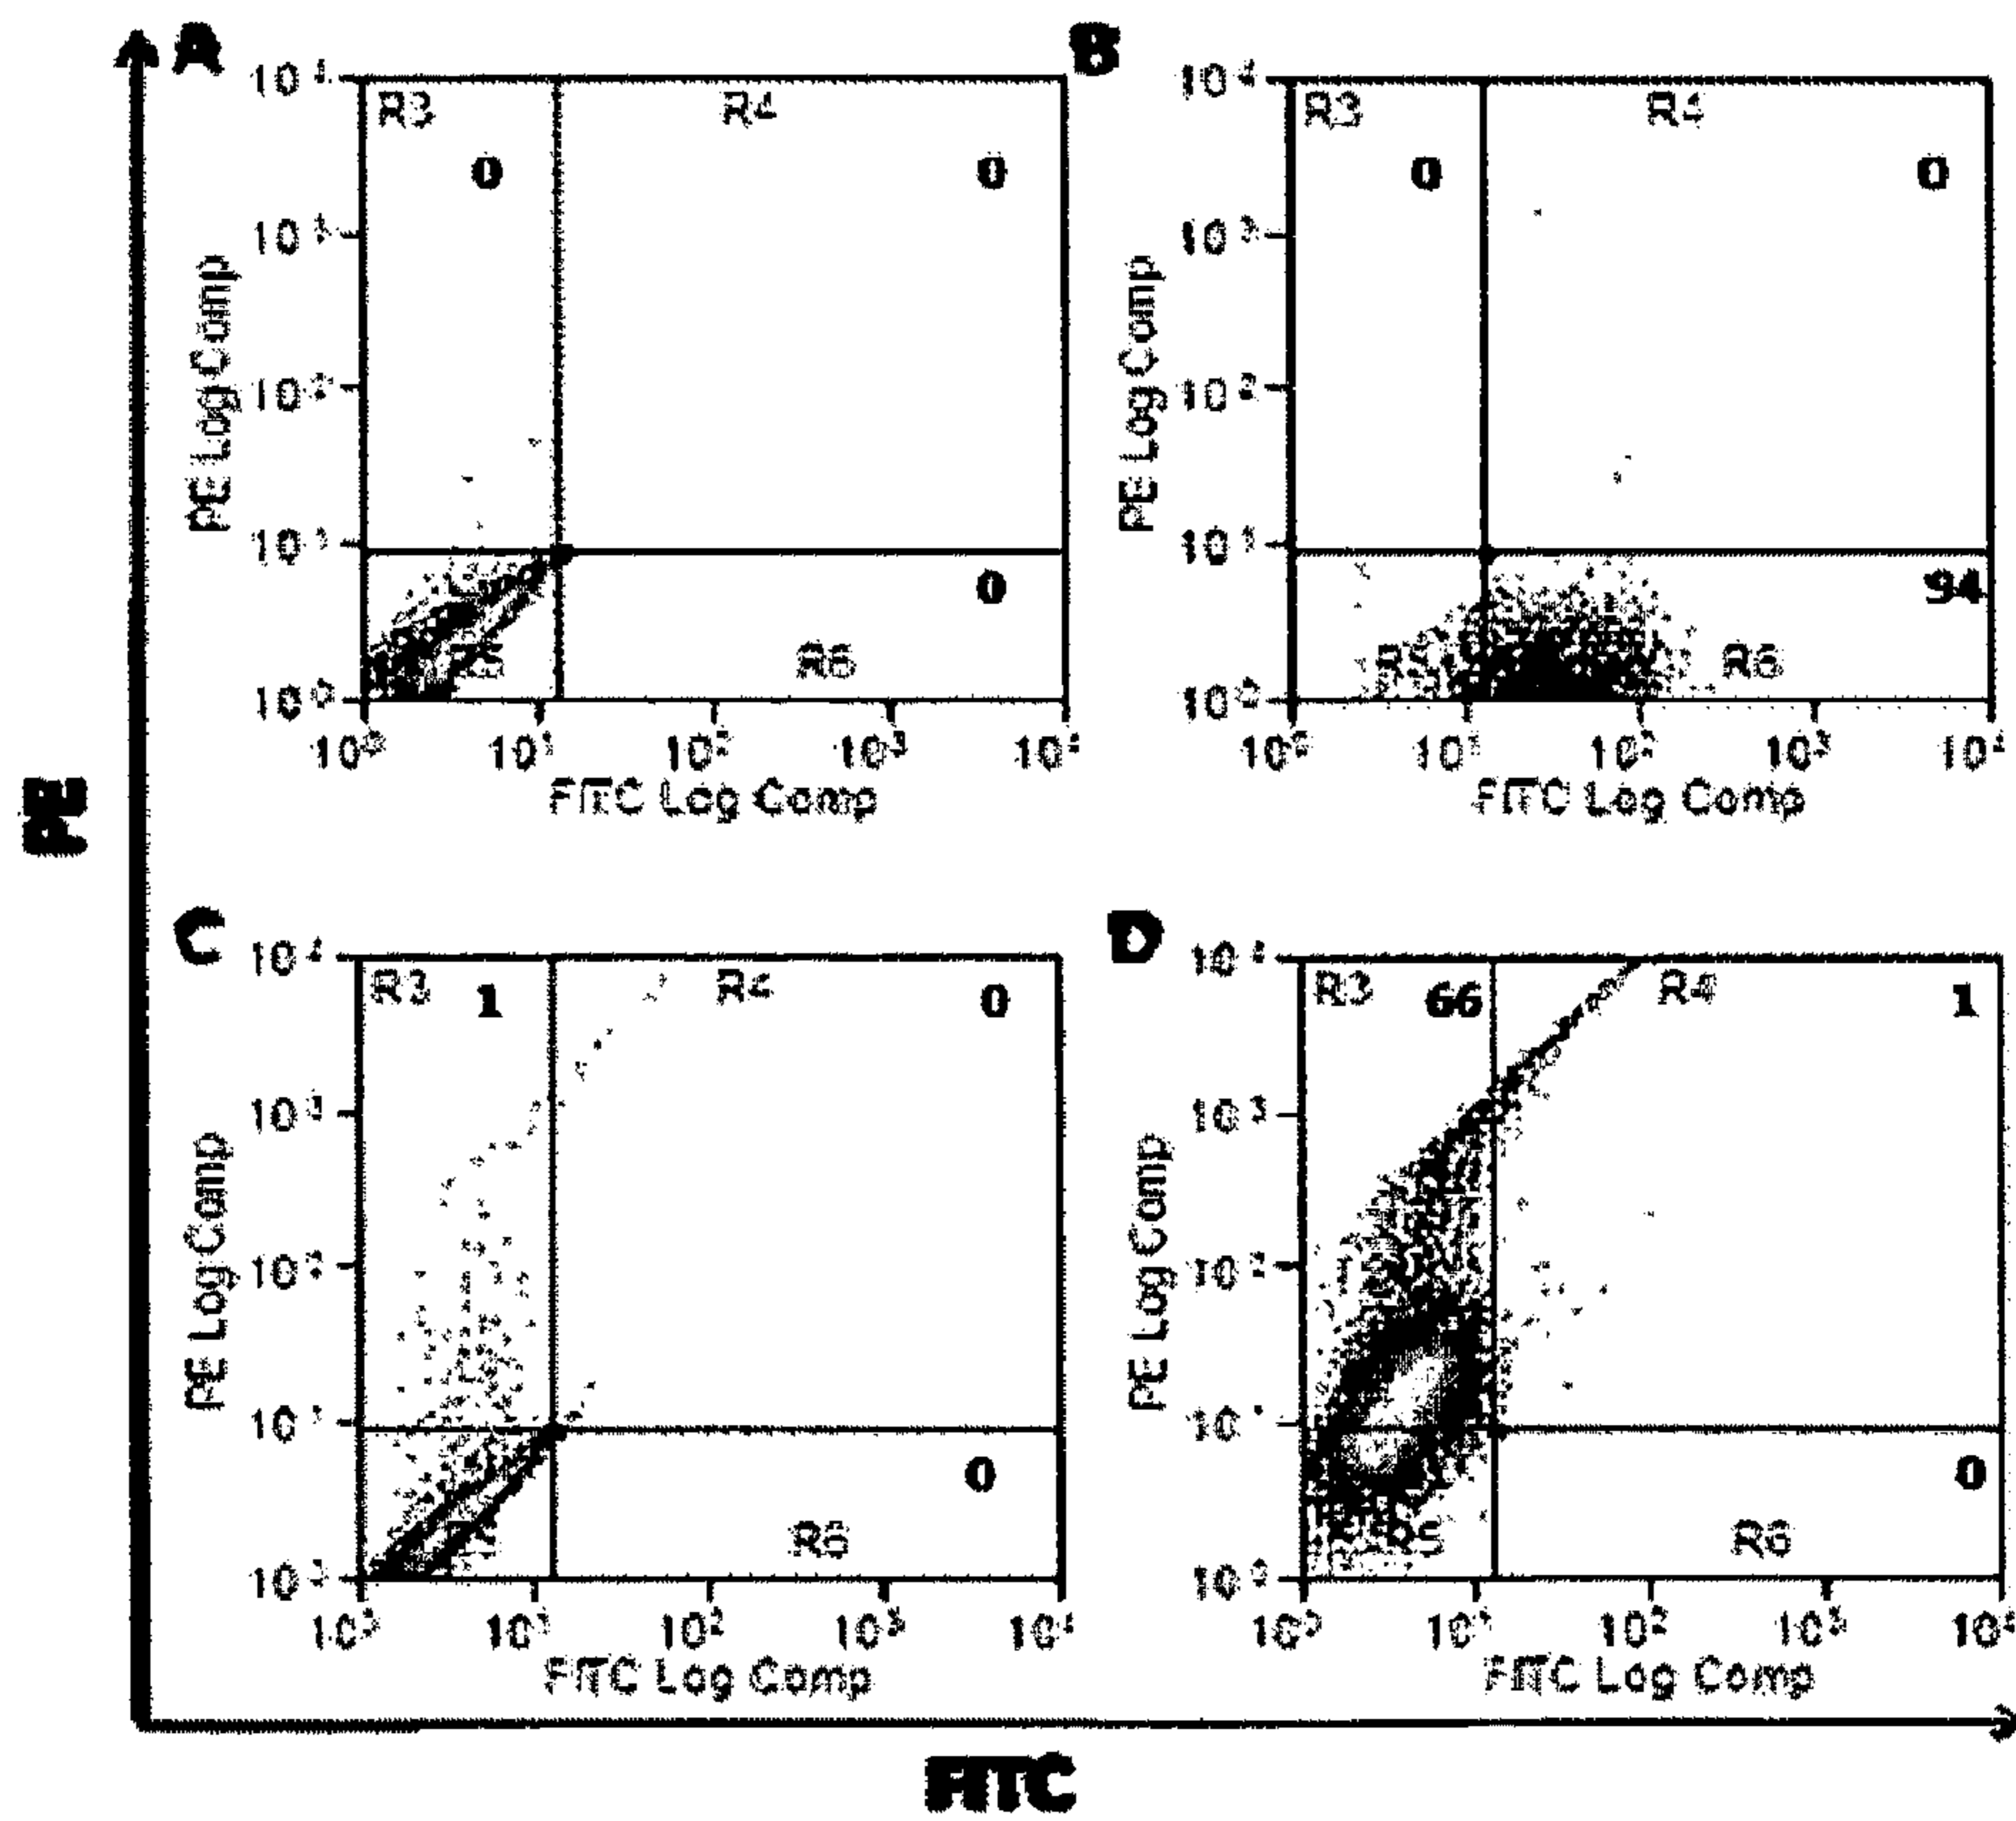 A
B
10⁴
R3
R4
0
0
10³
10²
10¹
0
R5
R6
10⁰
PE Log Comp
10⁰ 10¹ 10² 10³ 10⁴
FITC Log Comp
10⁴
R3
R4
0
0
10³
10²
10¹
94
R5
R6
10⁰
PE Log Comp
10⁰ 10¹ 10² 10³ 10⁴
FITC Log Comp
PE
C
10⁴
R3
1
R4
0
10³
10²
10¹
0
R6
10⁰
PE Log Comp
10⁰ 10¹ 10² 10³ 10⁴
FITC Log Comp
D
10⁴
R3
66
R4
1
10³
10²
10¹
0
R5
R6
10⁰
PE Log Comp
10⁰ 10¹ 10² 10³ 10⁴
FITC Log Comp
FITC